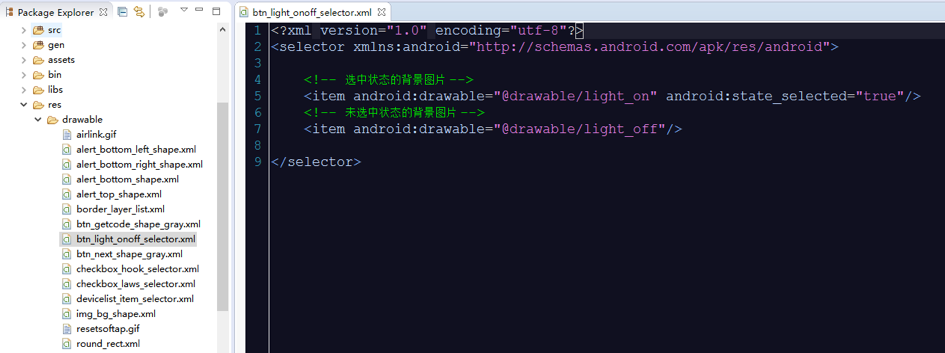 Package Explorer
src
gen
assets
bin
libs
res
drawable
airlink.gif
alert_bottom_left_shape.xml
alert_bottom_right_shape.xml
alert_bottom_shape.xml
alert_top_shape.xml
border_layer_list.xml
btn_getcode_shape_gray.xml
btn_light_onoff_selector.xml
btn_next_shape_gray.xml
checkbox_hook_selector.xml
checkbox_laws_selector.xml
devicelist_item_selector.xml
img_bg_shape.xml
resetsoftap.gif
round_rect.xml
btn_light_onoff_selector.xml
1 <?xml version="1.0" encoding="utf-8"?>
2 <selector xmlns:android="http://schemas.android.com/apk/res/android">
3
4 <!-- 选中状态的背景图片 -->
5 <item android:drawable="@drawable/light_on" android:state_selected="true"/>
6 <!-- 未选中状态的背景图片 -->
7 <item android:drawable="@drawable/light_off"/>
8
9 </selector>